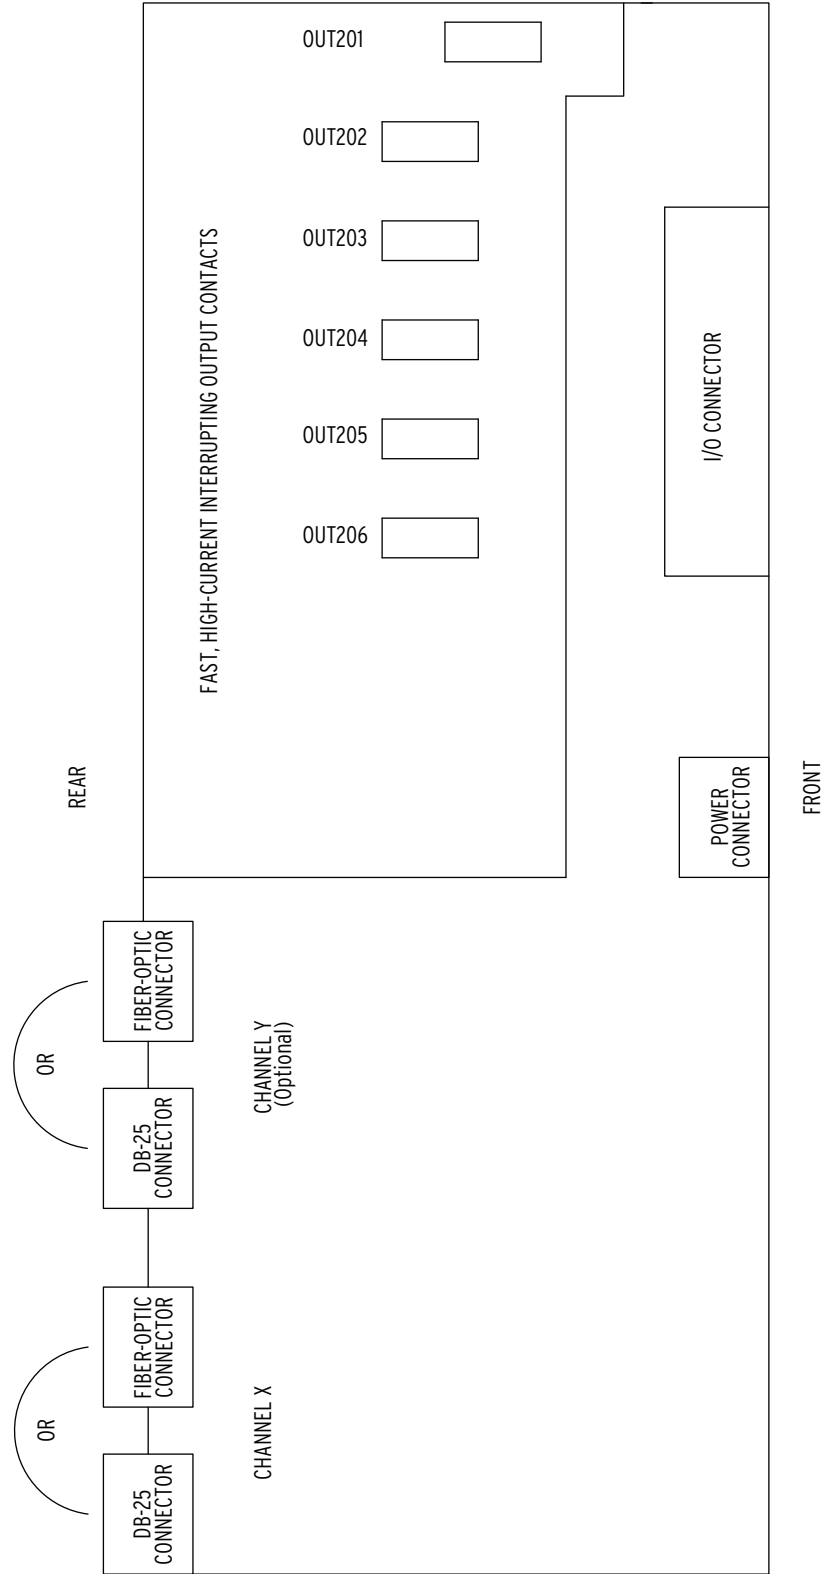 OUT201
OUT202
OUT203
OUT204
OUT205
OUT206
FAST, HIGH-CURRENT INTERRUPTING OUTPUT CONTACTS
I/O CONNECTOR
REAR
POWER
CONNECTOR
FRONT
FIBER-OPTIC
CONNECTOR
OR
CHANNEL Y
(Optional)
DB-25
CONNECTOR
FIBER-OPTIC
CONNECTOR
OR
CHANNEL X
DB-25
CONNECTOR